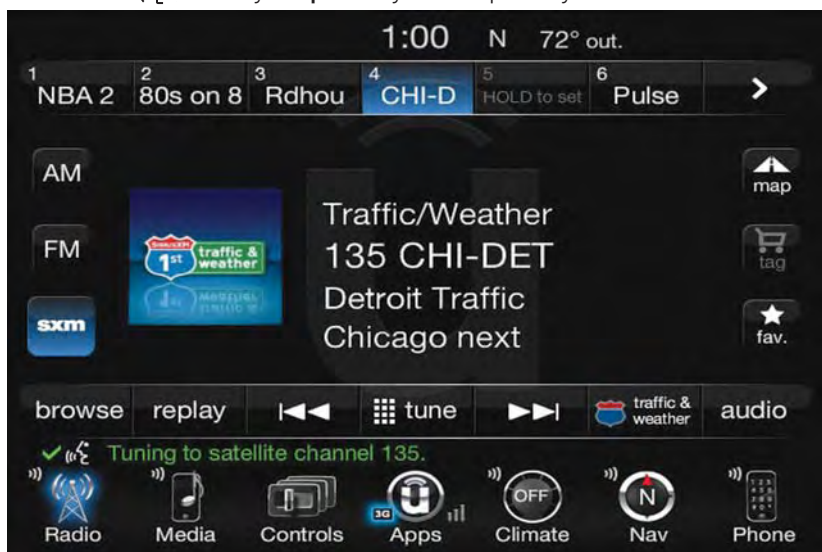 1:00 N 72° out.
1 NBA 2 2 80s on 8 3 Rdhou 4 CHI-D 5 HOLD to set 6 Pulse
AM
FM
sxm
SIRIUSXM
1st traffic & weather
Traffic/Weather
135 CHI-DET
Detroit Traffic
Chicago next
map
tag
fav.
browse replay tune traffic & weather audio
Tuning to satellite channel 135.
3G OFF N
Radio Media Controls Apps Climate Nav Phone